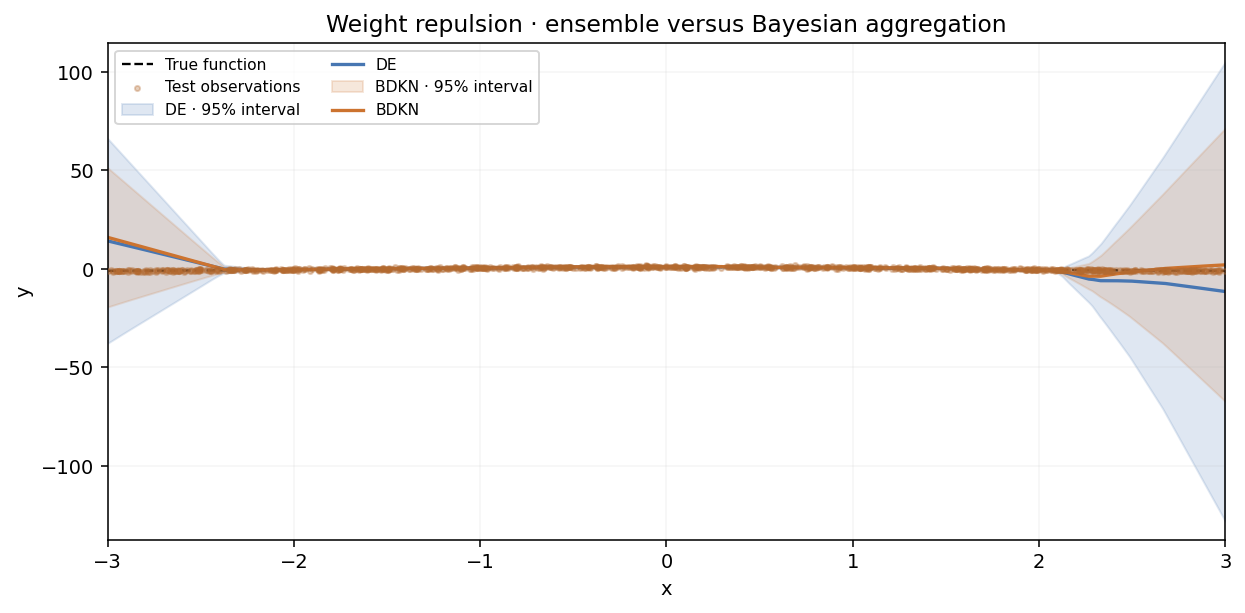 Weight repulsion · ensemble versus Bayesian aggregation
True function
Test observations
DE · 95% interval
DE
BDKN · 95% interval
BDKN
100
50
0
−50
−100
y
−3
−2
−1
0
1
2
3
x